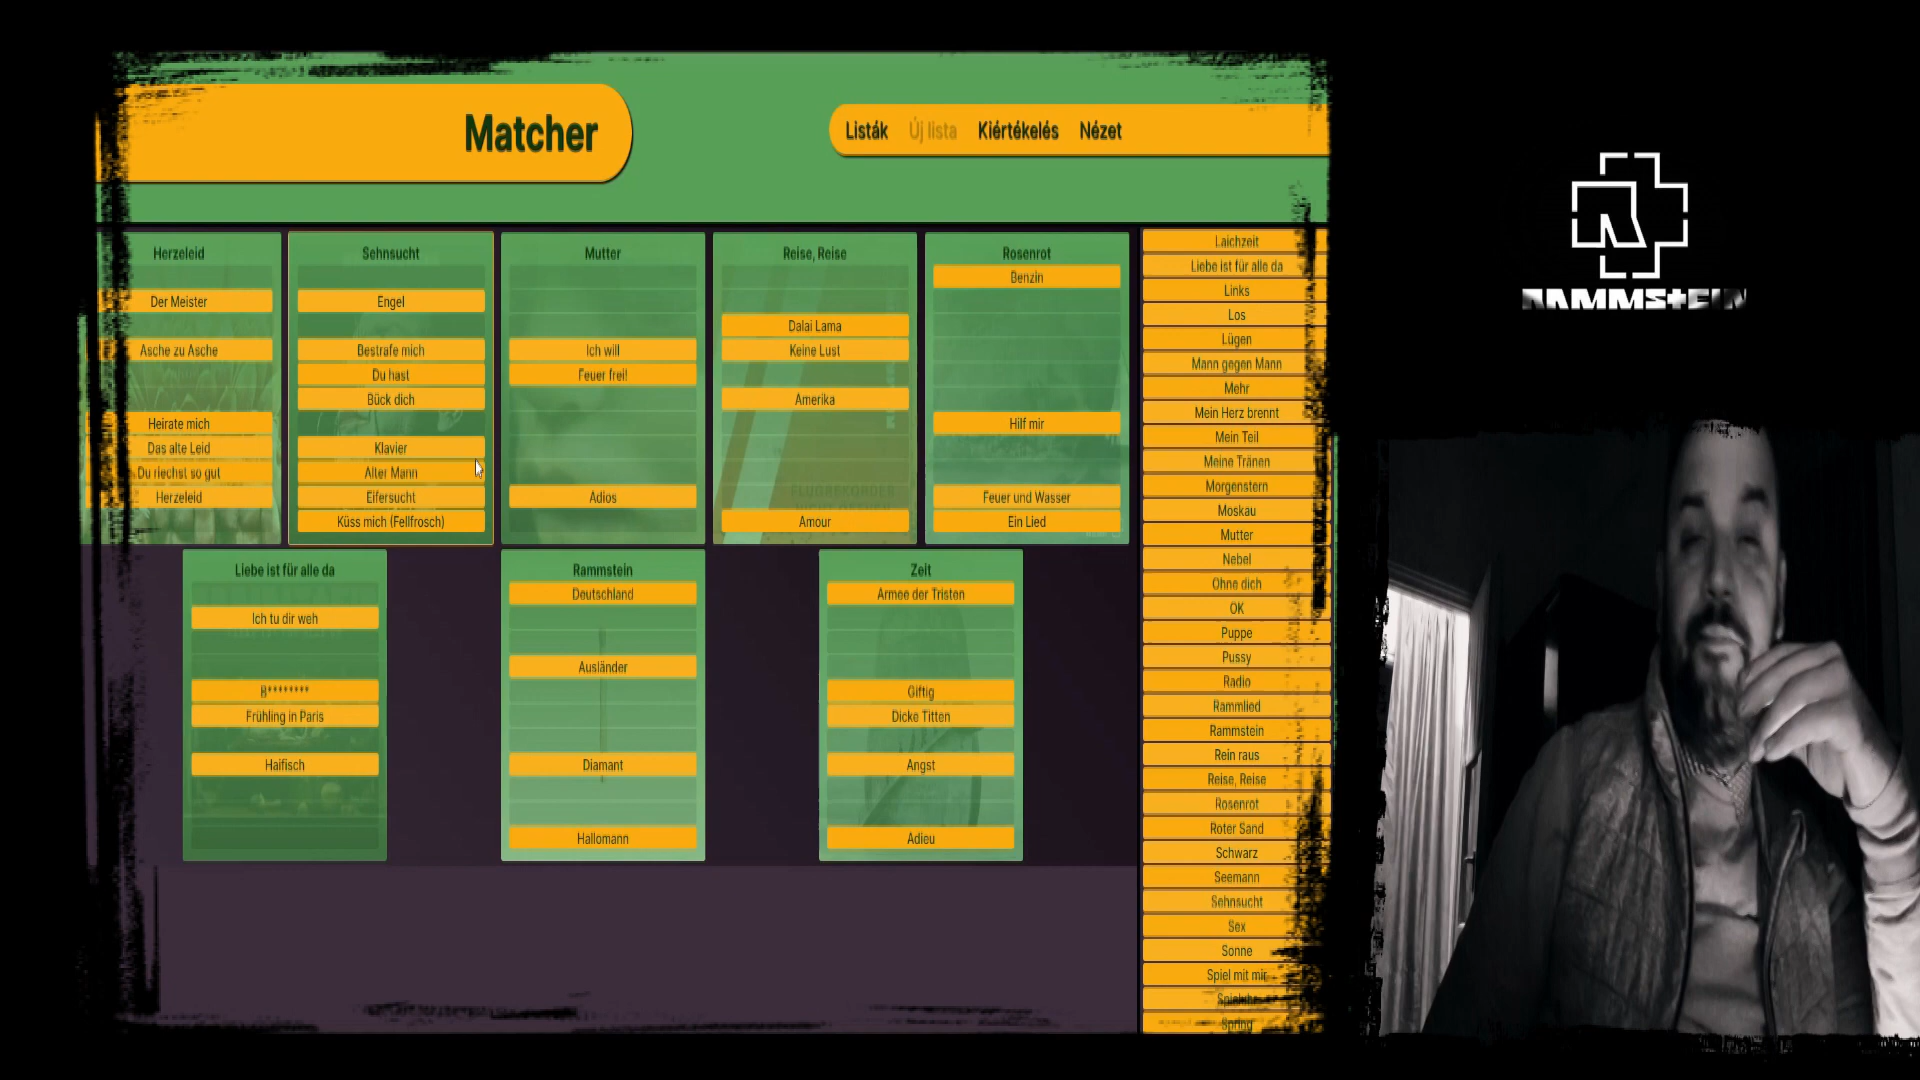 Matcher
Listák Új lista Kiértékelés Nézet
RAMMSTEIN
Herzeleid
Der Meister
Asche zu Asche
Heirate mich
Das alte Leid
Du riechst so gut
Herzeleid
Sehnsucht
Engel
Bestrafe mich
Du hast
Bück dich
Klavier
Alter Mann
Eifersucht
Küss mich (Fellfrosch)
Mutter
Ich will
Feuer frei!
Adios
Reise, Reise
Dalai Lama
Keine Lust
Amerika
Amour
Rosenrot
Benzin
Hilf mir
Feuer und Wasser
Ein Lied
Liebe ist für alle da
Ich tu dir weh
B********
Frühling in Paris
Haifisch
Rammstein
Deutschland
Ausländer
Diamant
Hallomann
Zeit
Armee der Tristen
Giftig
Dicke Titten
Angst
Adieu
Laichzeit
Liebe ist für alle da
Links
Los
Lügen
Mann gegen Mann
Mehr
Mein Herz brennt
Mein Teil
Meine Tränen
Morgenstern
Moskau
Mutter
Nebel
Ohne dich
OK
Puppe
Pussy
Radio
Rammlied
Rammstein
Rein raus
Reise, Reise
Rosenrot
Roter Sand
Schwarz
Seemann
Sehnsucht
Sex
Sonne
Spiel mit mir
Spring